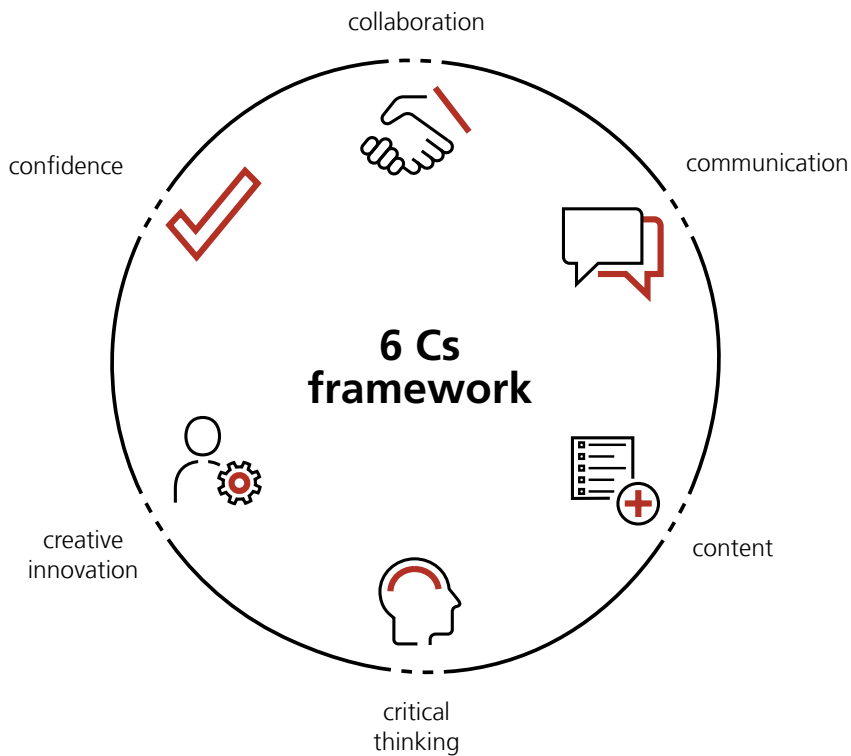 collaboration
confidence
communication
6 Cs
framework
creative
innovation
content
critical
thinking